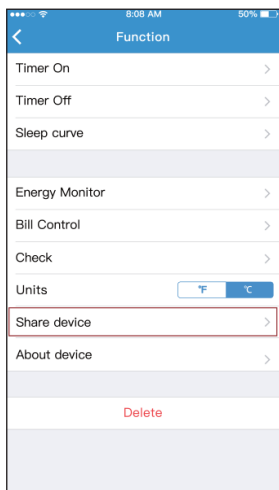 8:08 AM
50%
Function
Timer On
Timer Off
Sleep curve
Energy Monitor
Bill Control
Check
Units ℉ ℃
Share device
About device
Delete